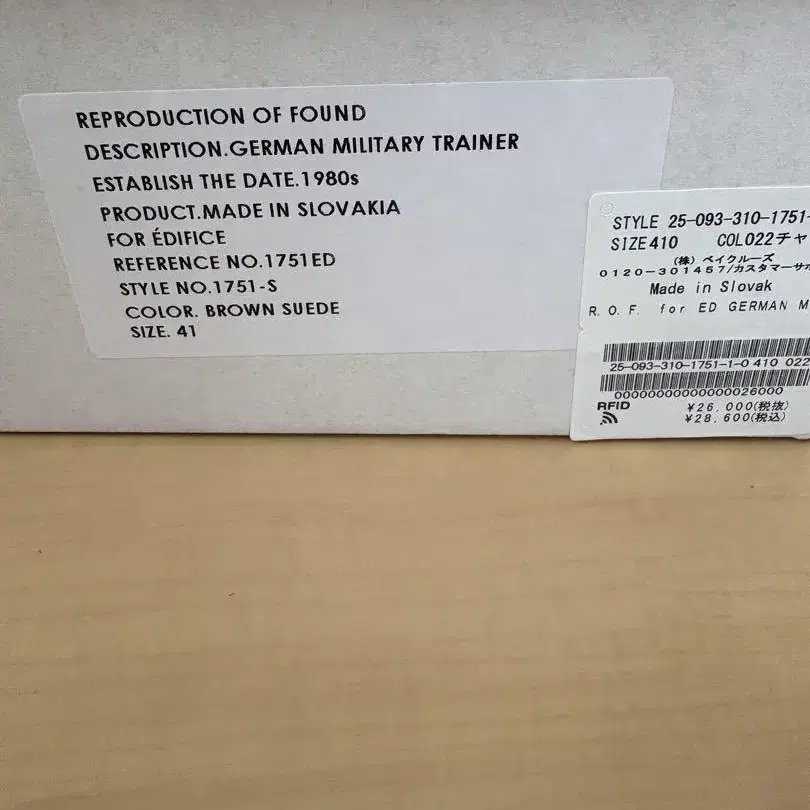 REPRODUCTION OF FOUND
DESCRIPTION.GERMAN MILITARY TRAINER
ESTABLISH THE DATE.1980s
PRODUCT.MADE IN SLOVAKIA
FOR ÉDIFICE
REFERENCE NO.1751ED
STYLE NO.1751-S
COLOR. BROWN SUEDE
SIZE. 41
STYLE 25-093-310-1751-
SIZE410 COL022チャ
(株) ベイクルーズ
0120-301457/カスタマーサポ
Made in Slovak
R. O. F. for ED GERMAN M
25-093-310-1751-1-0 410 022
00000000000000026000
RFID
¥26,000(税抜)
¥28,600(税込)